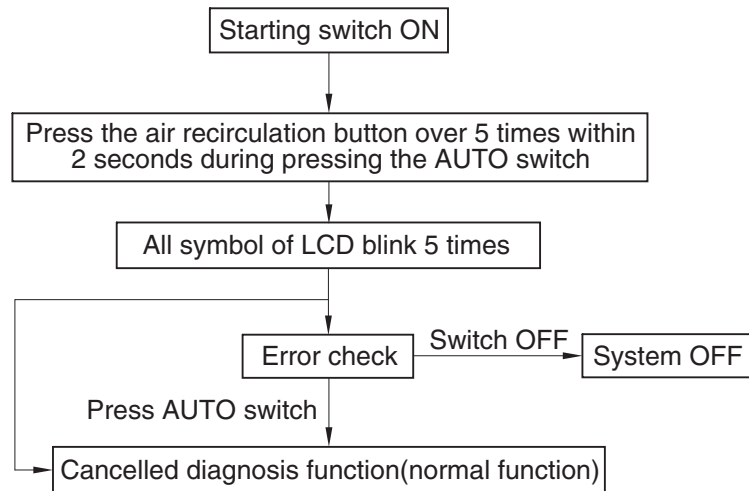 Starting switch ON
Press the air recirculation button over 5 times within
2 seconds during pressing the AUTO switch
All symbol of LCD blink 5 times
Error check
Switch OFF
System OFF
Press AUTO switch
Cancelled diagnosis function(normal function)